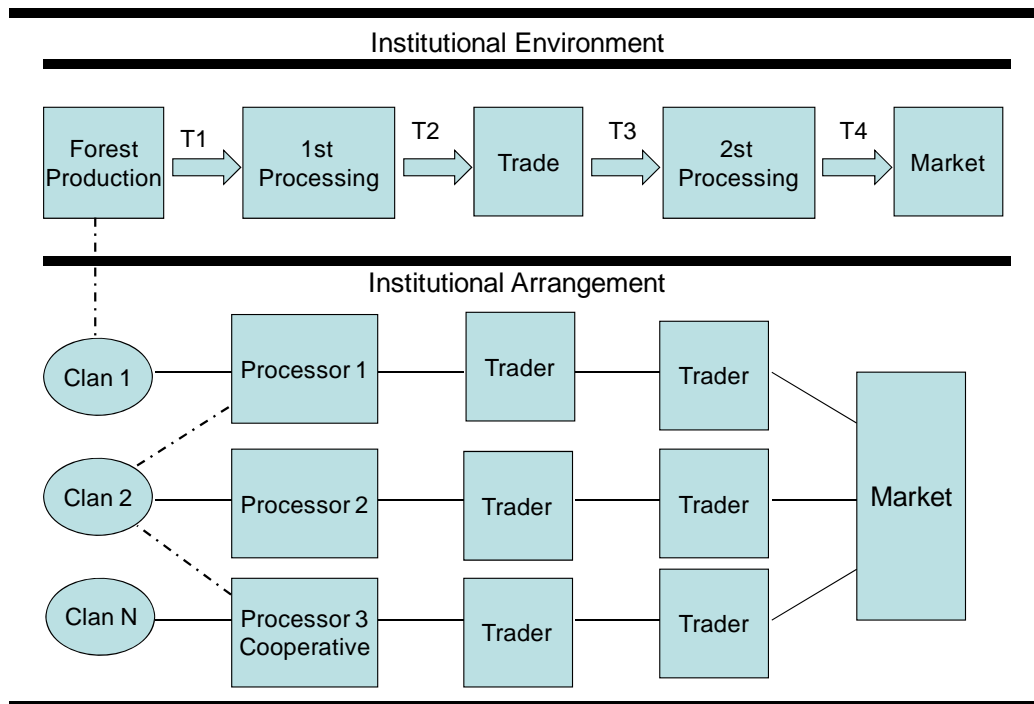 Institutional Environment
T1
T2
T3
T4
Forest
Production
1st
Processing
Trade
2st
Processing
Market
Institutional Arrangement
Clan 1
Processor 1
Trader
Trader
Clan 2
Processor 2
Trader
Trader
Market
Clan N
Processor 3
Cooperative
Trader
Trader